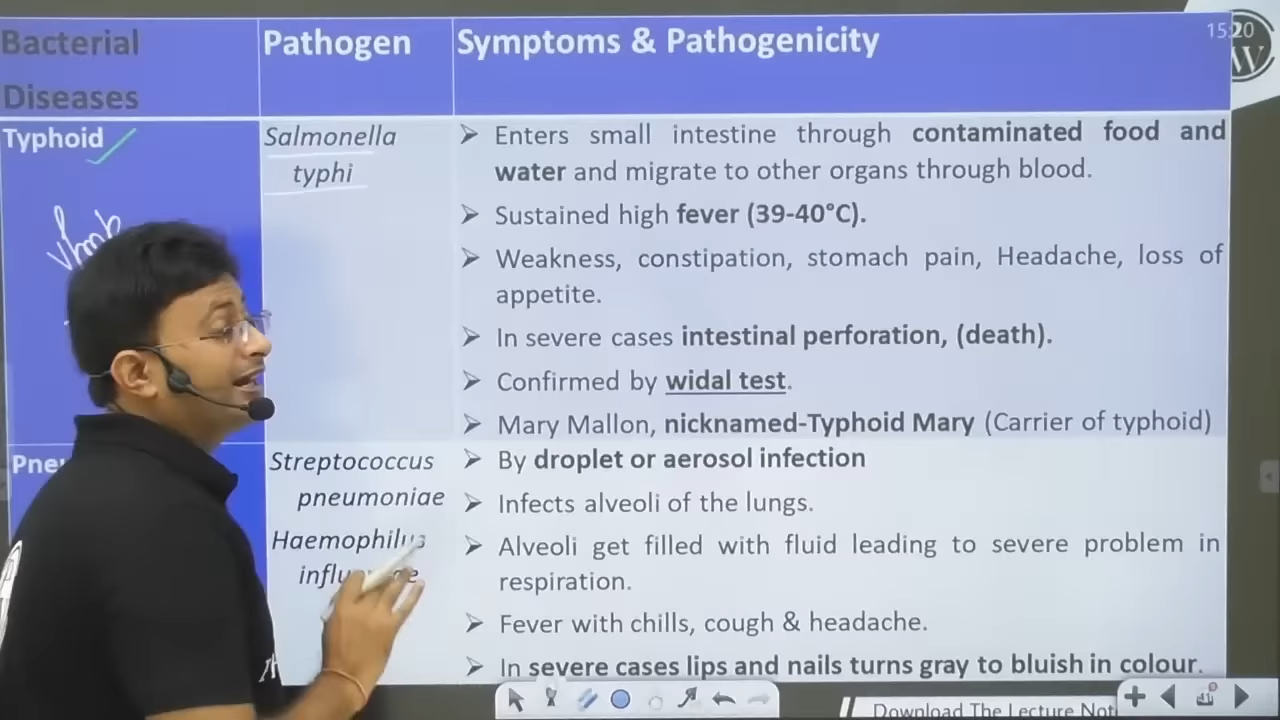 Bacterial Diseases
Pathogen
Symptoms & Pathogenicity
15:20
W
Typhoid
Salmonella
typhi
➢ Enters small intestine through contaminated food and
water and migrate to other organs through blood.
➢ Sustained high fever (39-40°C).
➢ Weakness, constipation, stomach pain, Headache, loss of
appetite.
➢ In severe cases intestinal perforation, (death).
➢ Confirmed by widal test.
➢ Mary Mallon, nicknamed-Typhoid Mary (Carrier of typhoid)
Streptococcus
pneumoniae
Haemophilus
➢ By droplet or aerosol infection
➢ Infects alveoli of the lungs.
➢ Alveoli get filled with fluid leading to severe problem in
respiration.
➢ Fever with chills, cough & headache.
➢ In severe cases lips and nails turns gray to bluish in colour.
Download The Lecture Not